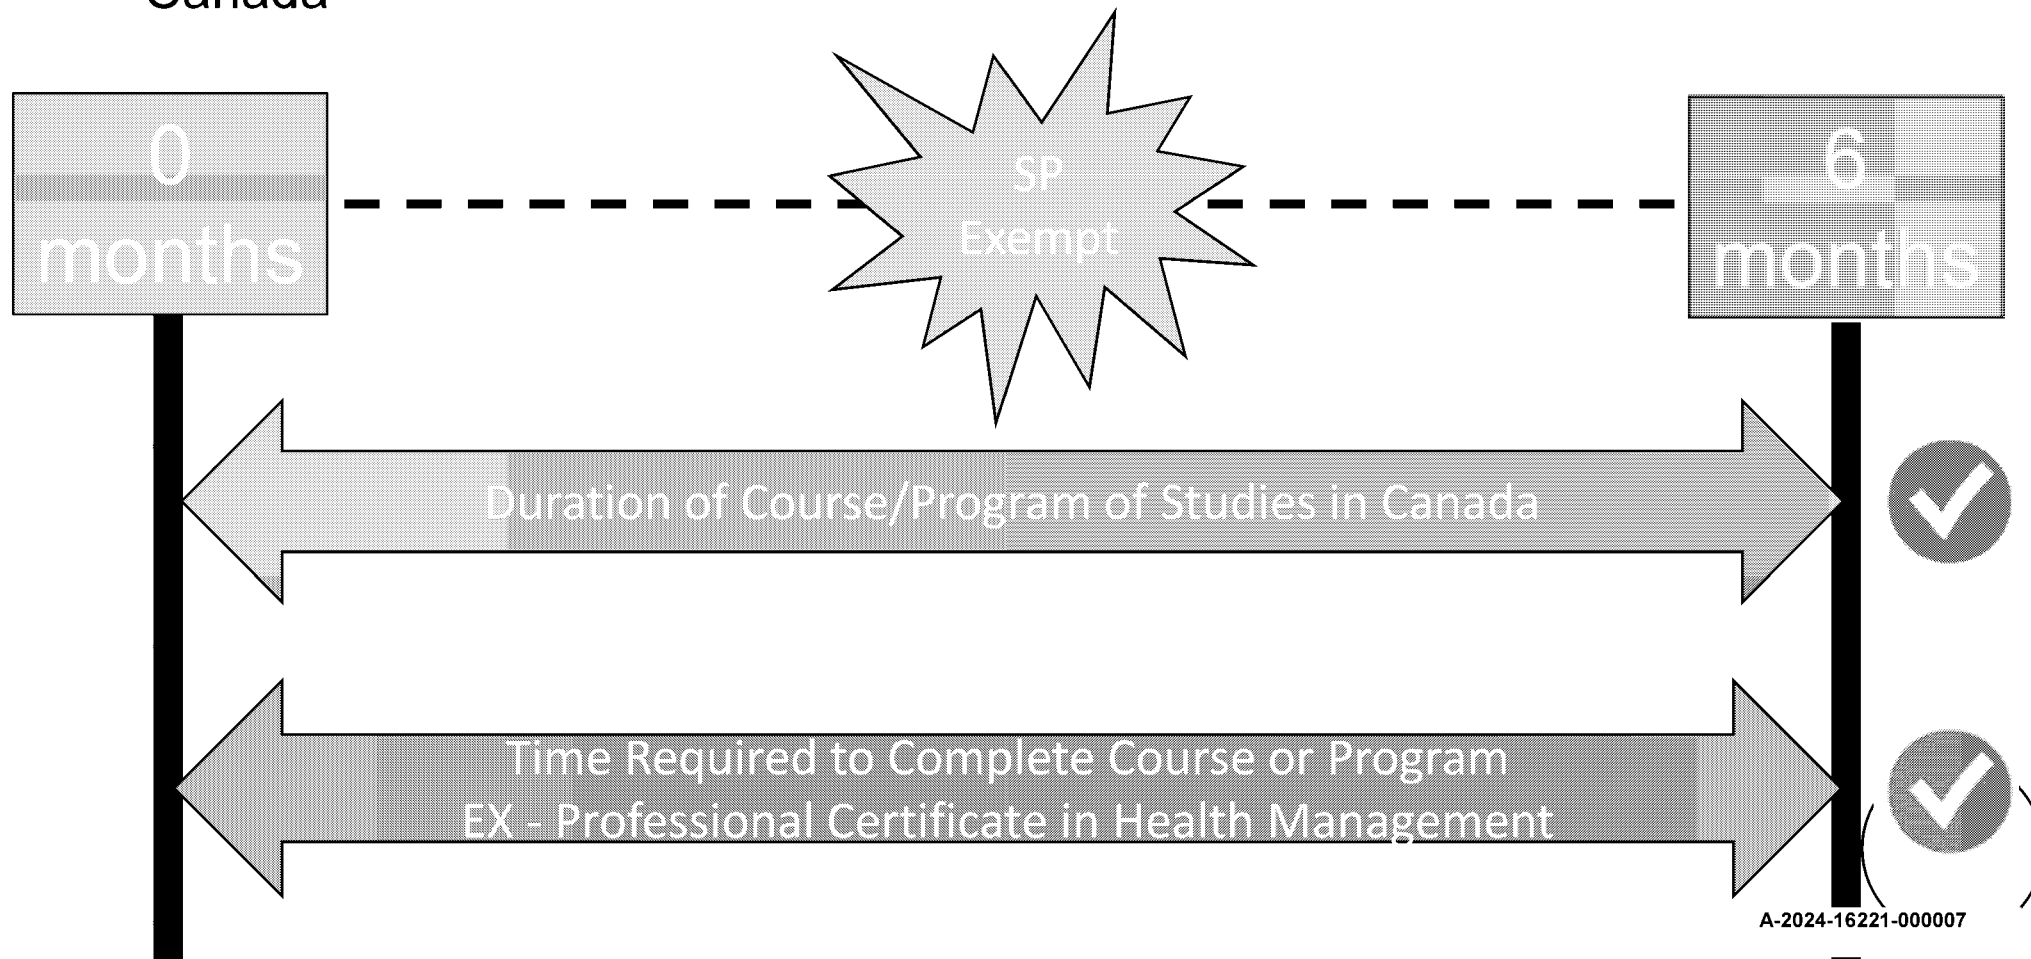 Canada
0
months
SP
Exempt
6
months
Duration of Course/Program of Studies in Canada
Time Required to Complete Course or Program
EX - Professional Certificate in Health Management
A-2024-16221-000007